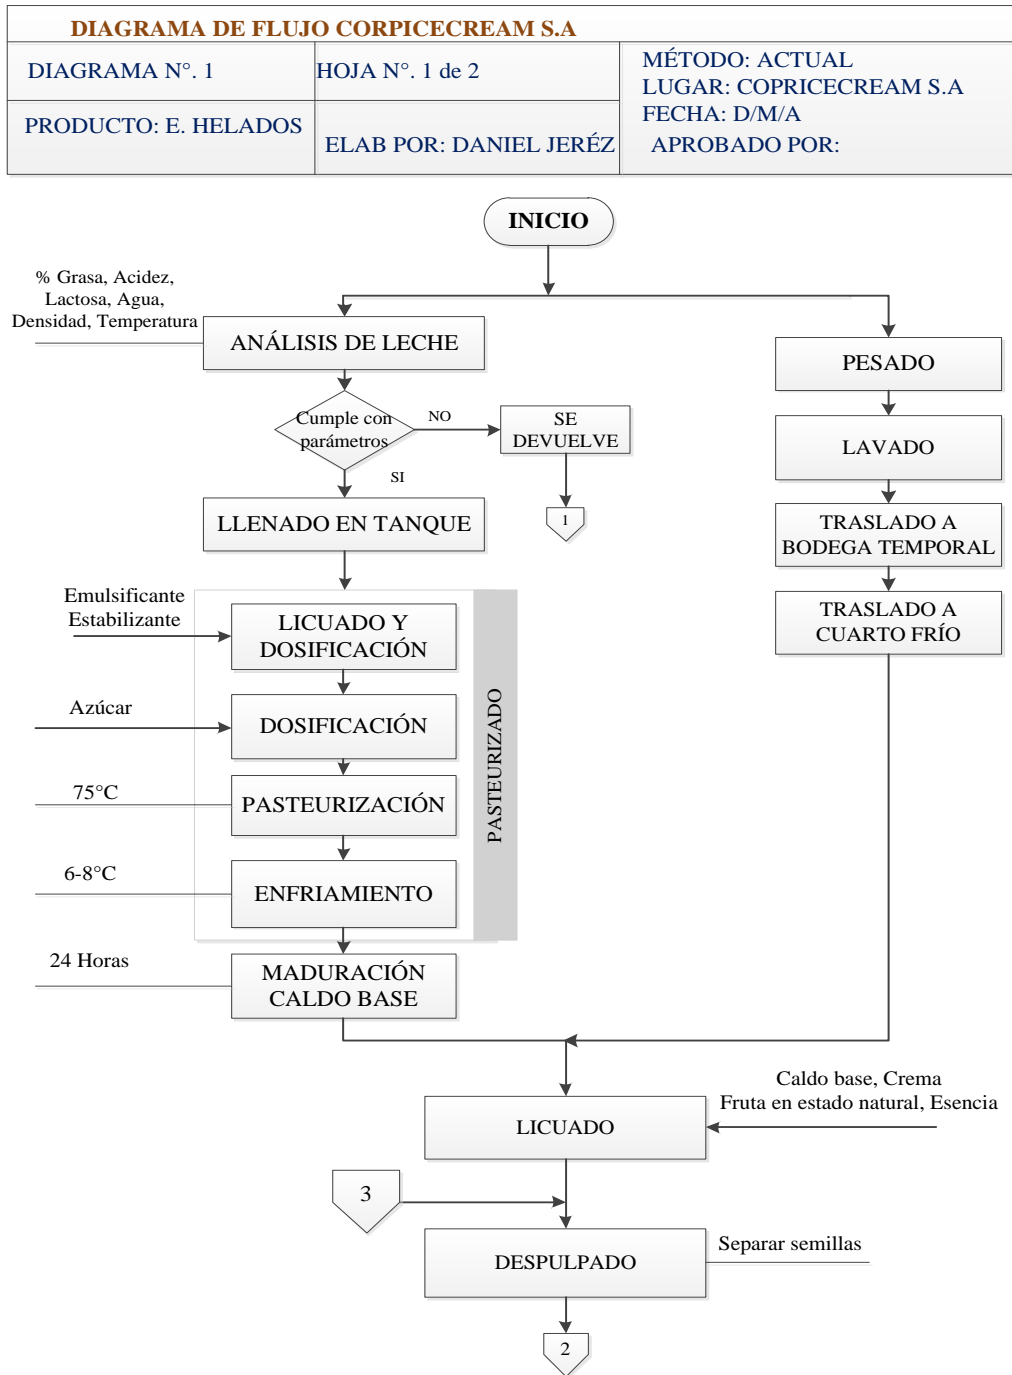 DIAGRAMA DE FLUJO CORPICECREAM S.A
DIAGRAMA N°. 1
HOJA N°. 1 de 2
MÉTODO: ACTUAL
LUGAR: COPRICECREAM S.A
FECHA: D/M/A
APROBADO POR:
PRODUCTO: E. HELADOS
ELAB POR: DANIEL JERÉZ
INICIO
% Grasa, Acidez,
Lactosa, Agua,
Densidad, Temperatura
ANÁLISIS DE LECHE
PESADO
Cumple con
parámetros
NO
SE
DEVUELVE
LAVADO
SI
1
LLENADO EN TANQUE
TRASLADO A
BODEGA TEMPORAL
Emulsificante
Estabilizante
LICUADO Y
DOSIFICACIÓN
TRASLADO A
CUARTO FRÍO
Azúcar
DOSIFICACIÓN
PASTEURIZADO
75°C
PASTEURIZACIÓN
6-8°C
ENFRIAMIENTO
24 Horas
MADURACIÓN
CALDO BASE
Caldo base, Crema
Fruta en estado natural, Esencia
LICUADO
3
DESPULPADO
Separar semillas
2